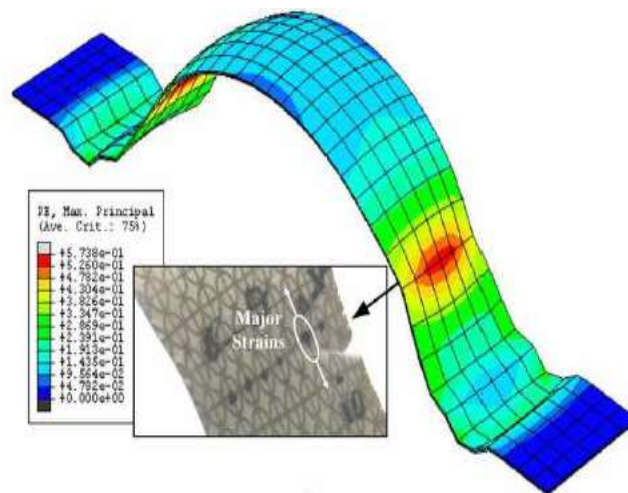 PE, Max. Principal
(Ave. Crit.: 75%)
+5.738e-01
+5.260e-01
+4.782e-01
+4.304e-01
+3.826e-01
+3.347e-01
+2.869e-01
+2.391e-01
+1.913e-01
+1.435e-01
+9.564e-02
+4.782e-02
+0.000e+00
Major
Strains